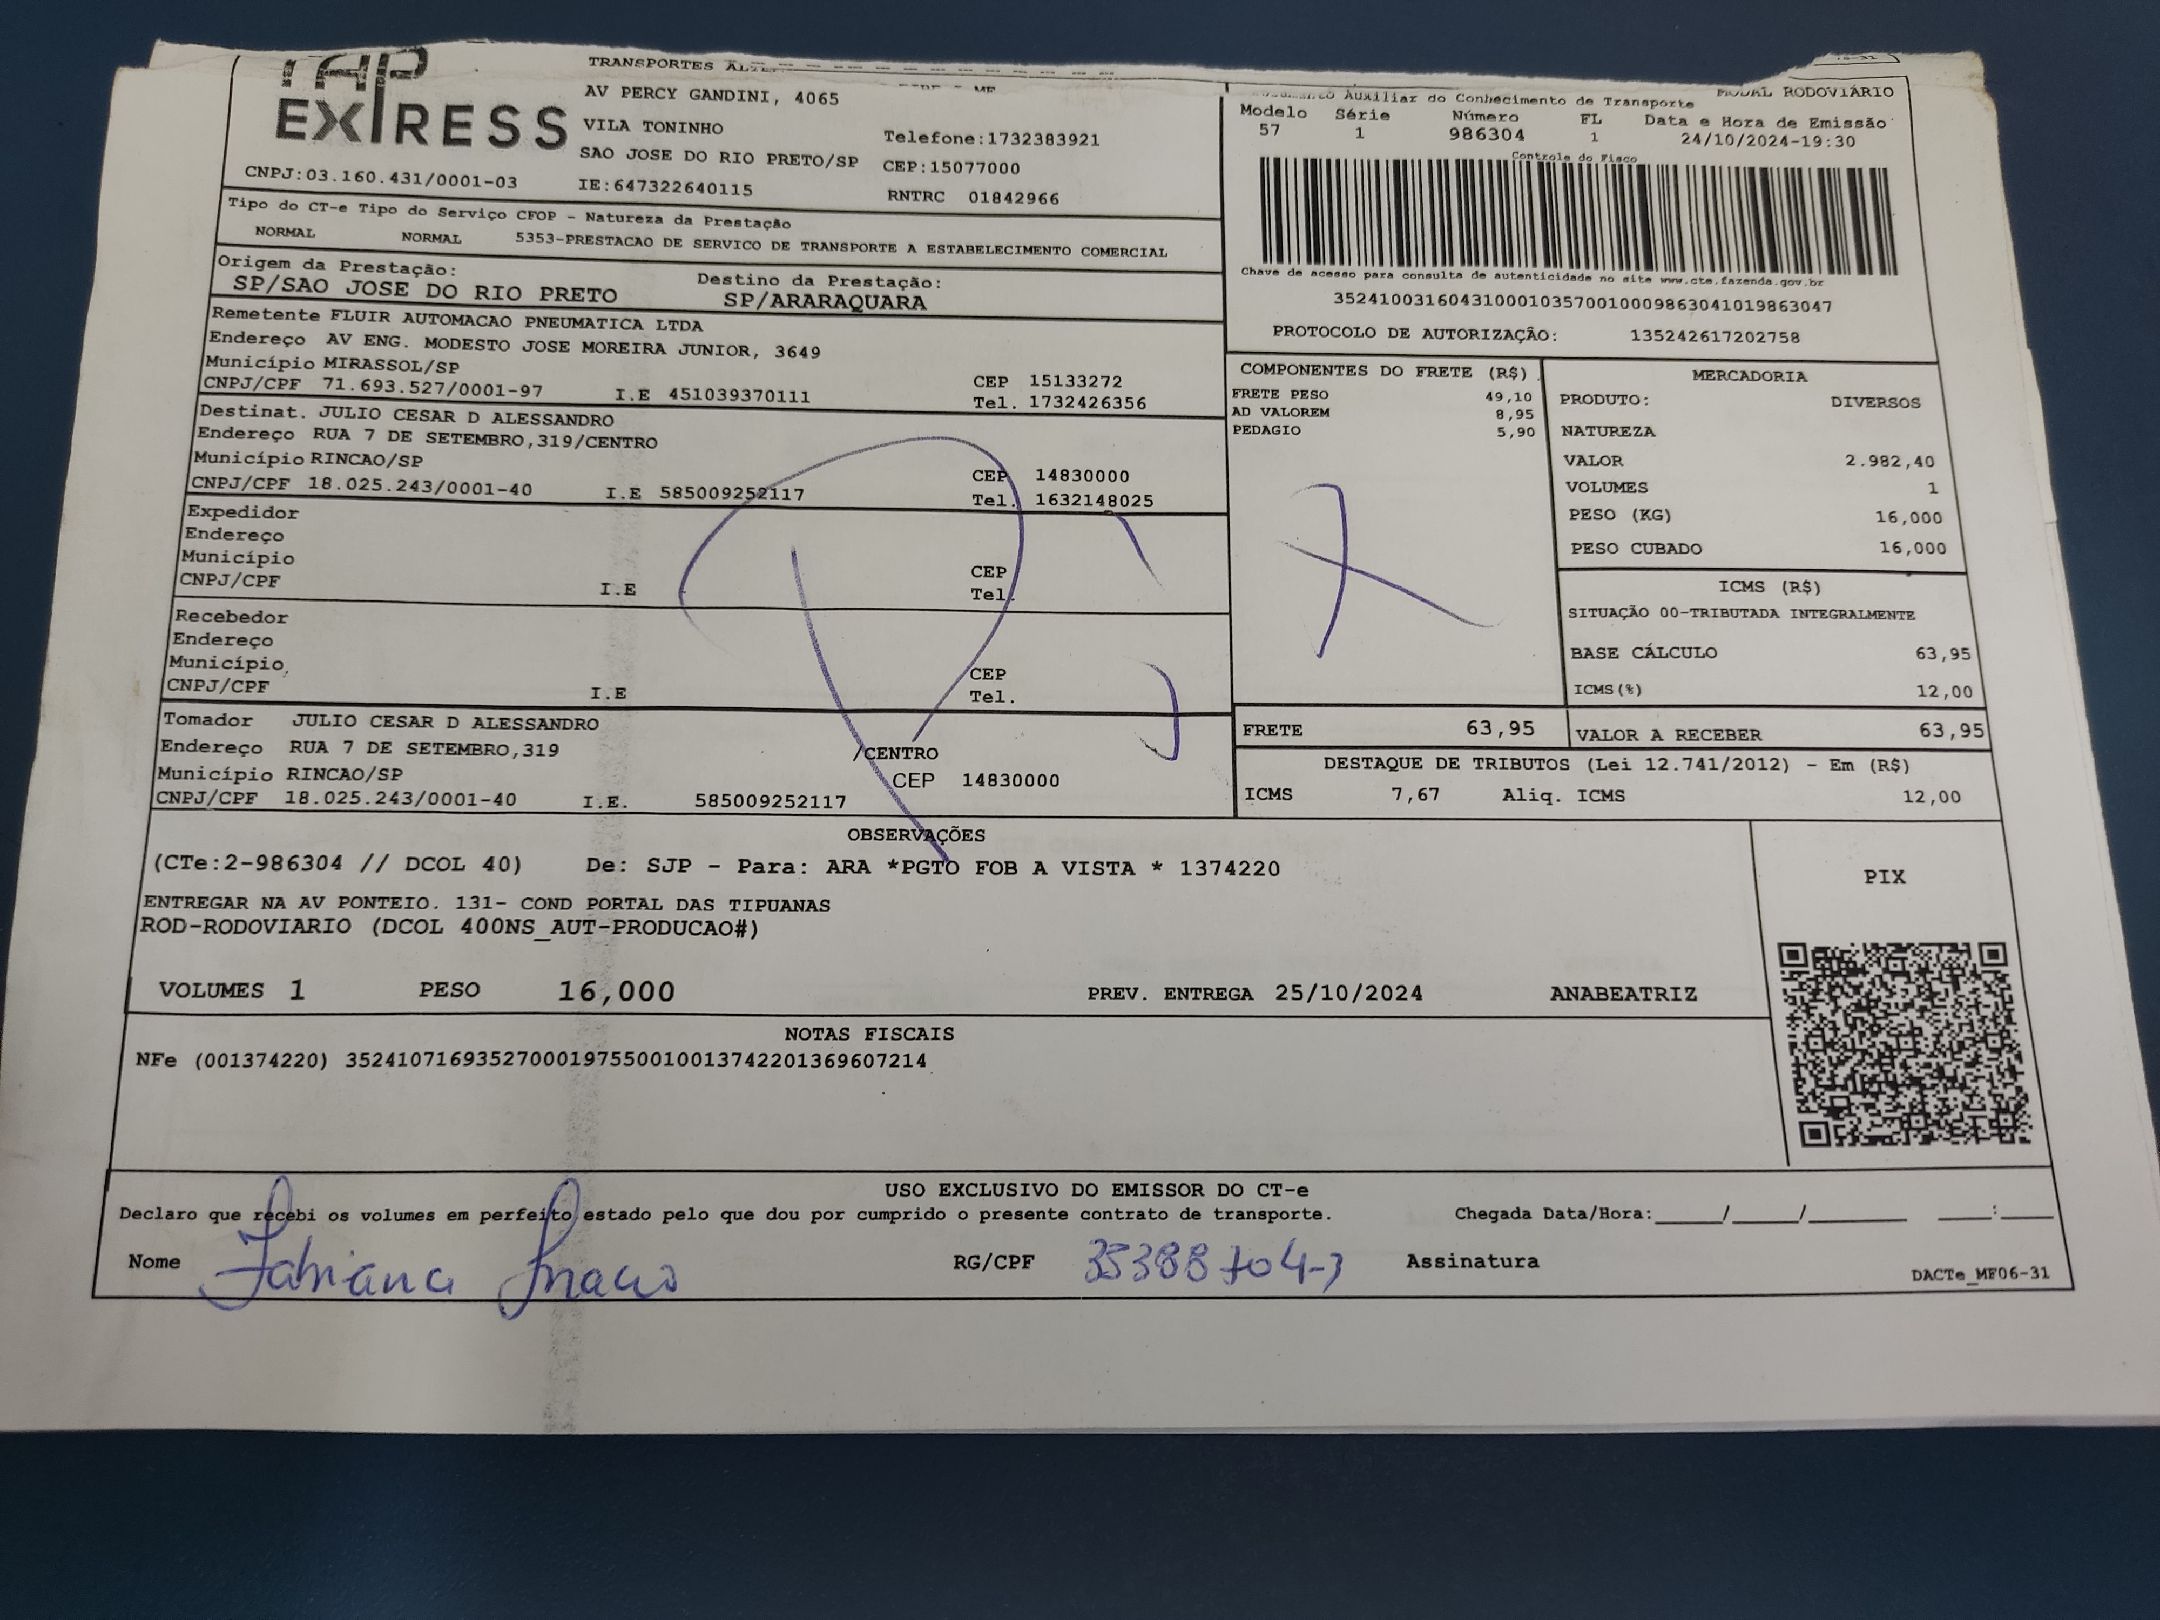 TAP
EXPRESS
TRANSPORTES
AV PERCY GANDINI, 4065
VILA TONINHO
SAO JOSE DO RIO PRETO/SP
Telefone:1732383921
CEP:15077000
CNPJ:03.160.431/0001-03 IE:647322640115 RNTRC 01842966
MODAL RODOVIÁRIO
Auxiliar do Conhecimento de Transporte
Modelo Série Número FL Data e Hora de Emissão
57 1 986304 1 24/10/2024-19:30
Controle do Fisco
Chave de acesso para consulta de autenticidade no site www.cte.fazenda.gov.br
35241003160431000103570010009863041019863047
PROTOCOLO DE AUTORIZAÇÃO: 135242617202758
Tipo do CT-e Tipo do Serviço CFOP - Natureza da Prestação
NORMAL NORMAL 5353-PRESTACAO DE SERVICO DE TRANSPORTE A ESTABELECIMENTO COMERCIAL
Origem da Prestação: Destino da Prestação:
SP/SAO JOSE DO RIO PRETO SP/ARARAQUARA
Remetente FLUIR AUTOMACAO PNEUMATICA LTDA
Endereço AV ENG. MODESTO JOSE MOREIRA JUNIOR, 3649
Município MIRASSOL/SP CEP 15133272
CNPJ/CPF 71.693.527/0001-97 I.E 451039370111 Tel. 1732426356
Destinat. JULIO CESAR D ALESSANDRO
Endereço RUA 7 DE SETEMBRO,319/CENTRO
Município RINCAO/SP CEP 14830000
CNPJ/CPF 18.025.243/0001-40 I.E 585009252117 Tel. 1632148025
Expedidor
Endereço
Município CEP
CNPJ/CPF I.E Tel.
Recebedor
Endereço
Município, CEP
CNPJ/CPF I.E Tel.
Tomador JULIO CESAR D ALESSANDRO
Endereço RUA 7 DE SETEMBRO,319 /CENTRO
Município RINCAO/SP CEP 14830000
CNPJ/CPF 18.025.243/0001-40 I.E. 585009252117
COMPONENTES DO FRETE (R$)
FRETE PESO 49,10
AD VALOREM 8,95
PEDAGIO 5,90
MERCADORIA
PRODUTO: DIVERSOS
NATUREZA
VALOR 2.982,40
VOLUMES 1
PESO (KG) 16,000
PESO CUBADO 16,000
ICMS (R$)
SITUAÇÃO 00-TRIBUTADA INTEGRALMENTE
BASE CÁLCULO 63,95
ICMS(%) 12,00
FRETE 63,95 VALOR A RECEBER 63,95
DESTAQUE DE TRIBUTOS (Lei 12.741/2012) - Em (R$)
ICMS 7,67 Aliq. ICMS 12,00
OBSERVAÇÕES
(CTe:2-986304 // DCOL 40) De: SJP - Para: ARA *PGTO FOB A VISTA * 1374220
ENTREGAR NA AV PONTEIO. 131- COND PORTAL DAS TIPUANAS
ROD-RODOVIARIO (DCOL 400NS_AUT-PRODUCAO#)
PIX
VOLUMES 1 PESO 16,000 PREV. ENTREGA 25/10/2024 ANABEATRIZ
NOTAS FISCAIS
NFe (001374220) 35241071693527000197550010013742201369607214
USO EXCLUSIVO DO EMISSOR DO CT-e
Declaro que recebi os volumes em perfeito estado pelo que dou por cumprido o presente contrato de transporte. Chegada Data/Hora:_____/_____/_______ ____:____
Nome Fabiana Inacio RG/CPF 35388704-3 Assinatura
DACTe_MF06-31